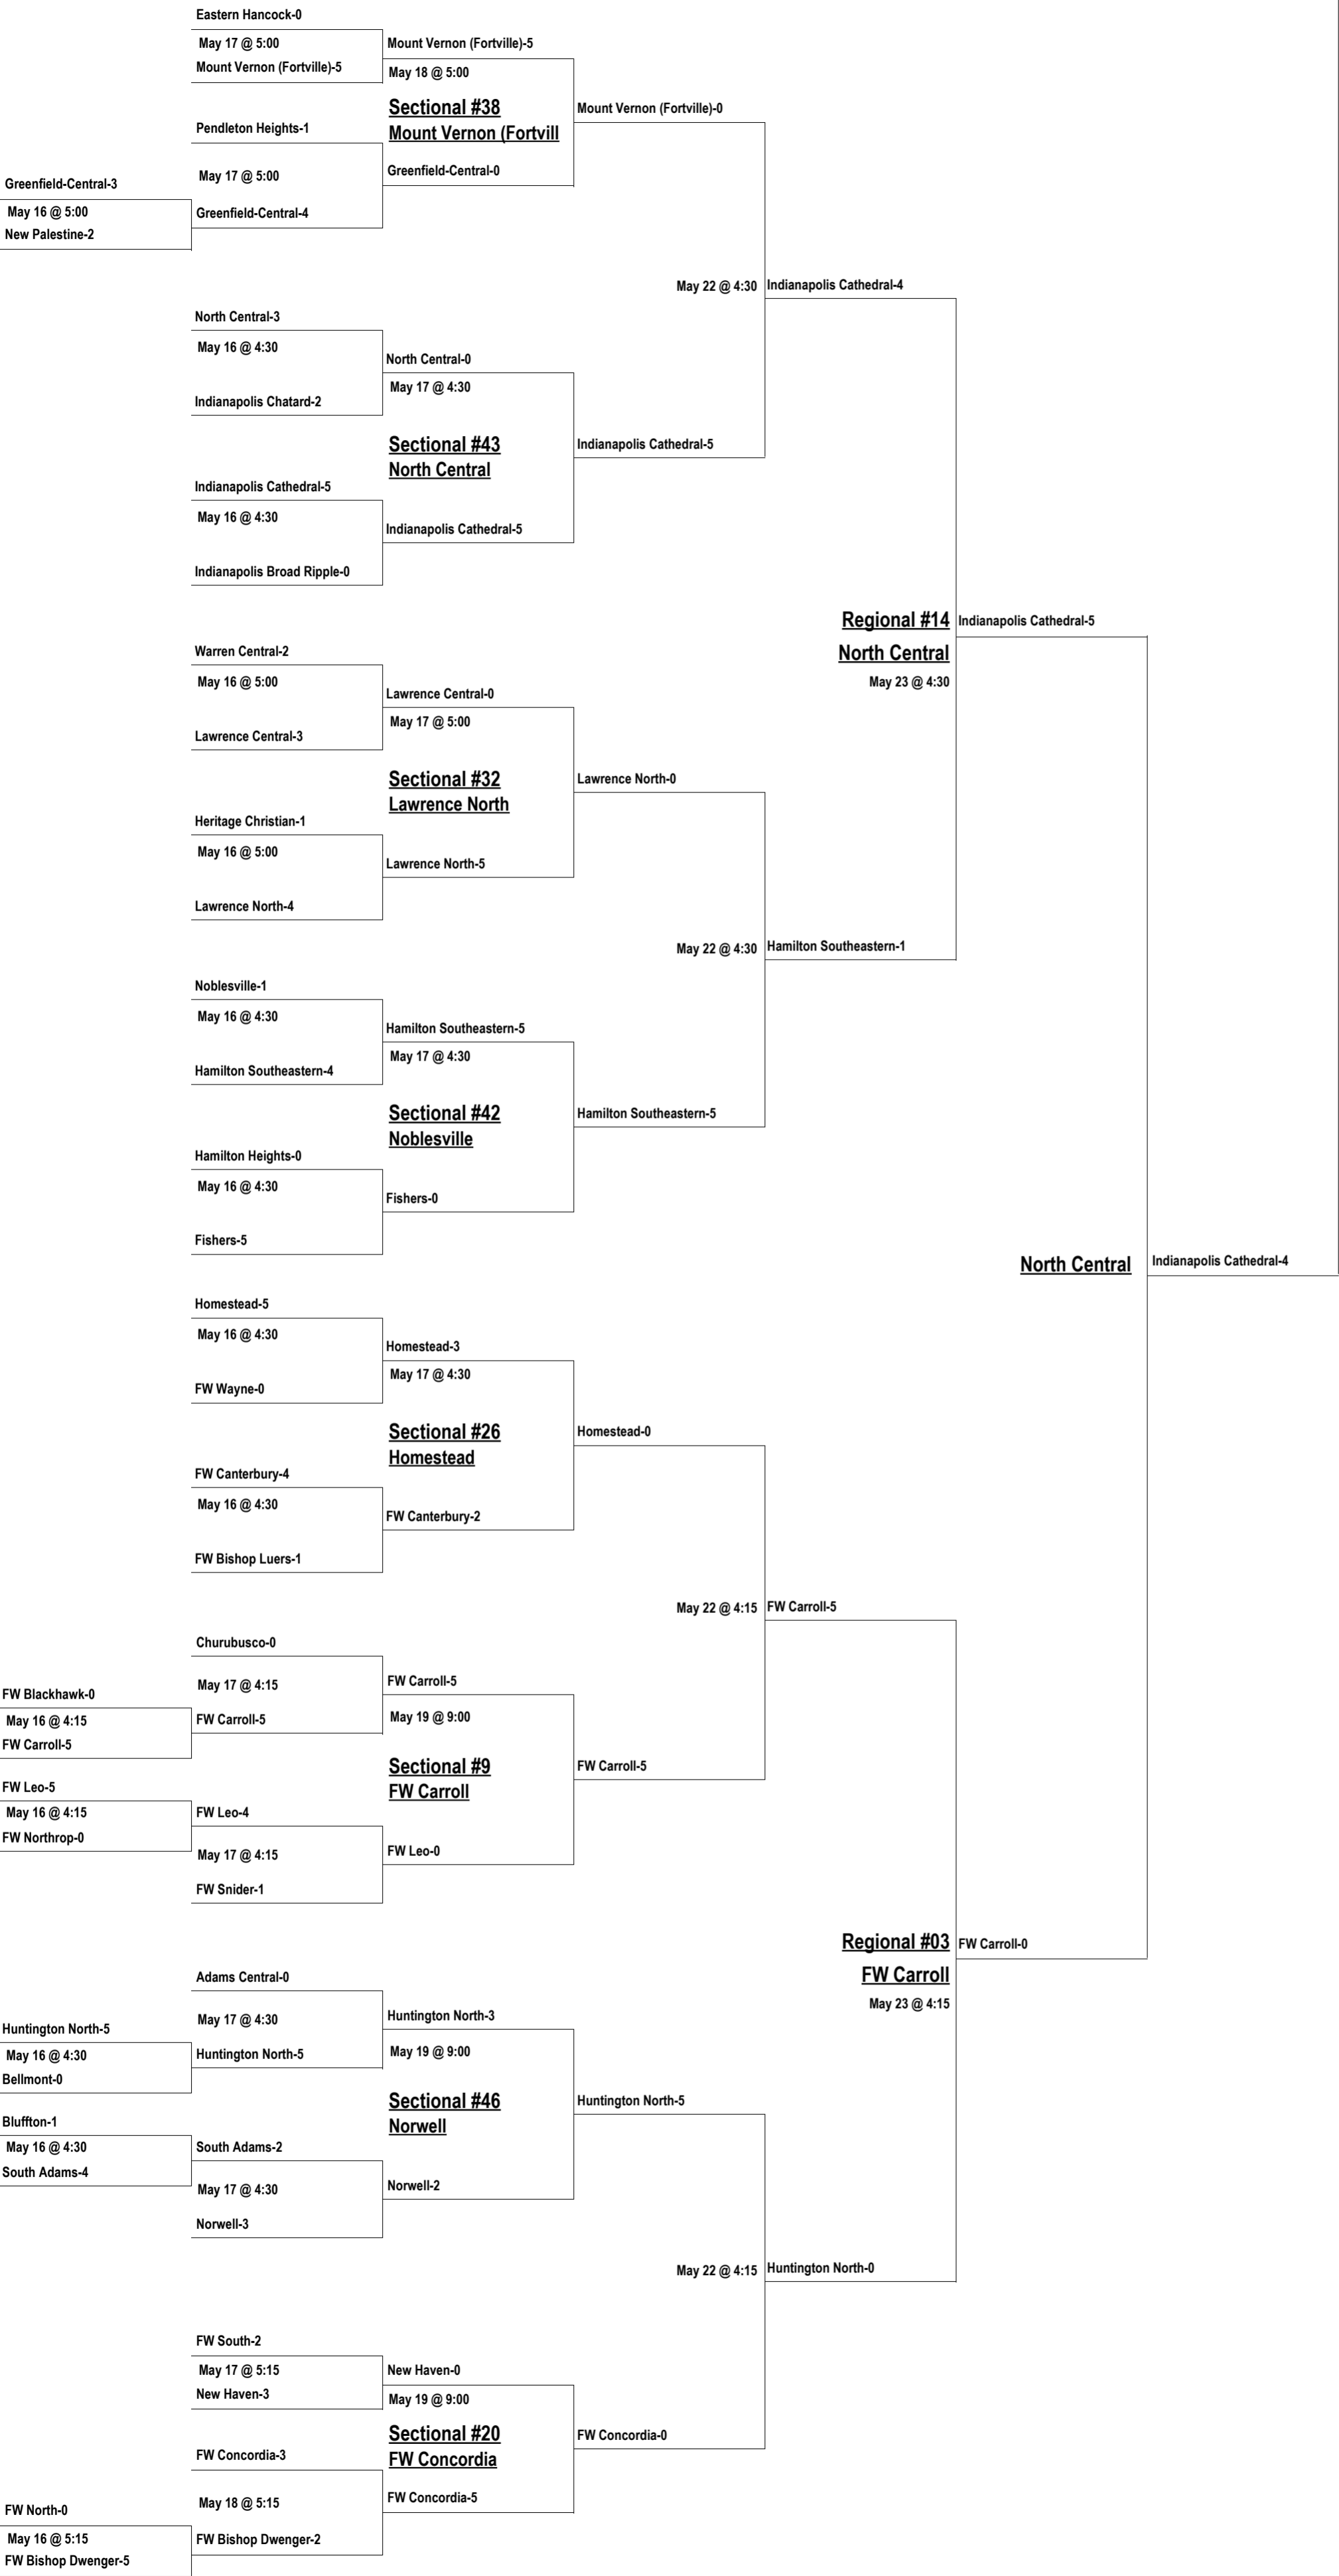 Eastern Hancock-0
May 17 @ 5:00
Mount Vernon (Fortville)-5
Mount Vernon (Fortville)-5
May 18 @ 5:00
Sectional #38
Mount Vernon (Fortvill
Mount Vernon (Fortville)-0
Pendleton Heights-1
May 17 @ 5:00
Greenfield-Central-0
Greenfield-Central-3
May 16 @ 5:00
New Palestine-2
Greenfield-Central-4
May 22 @ 4:30
Indianapolis Cathedral-4
North Central-3
May 16 @ 4:30
Indianapolis Chatard-2
North Central-0
May 17 @ 4:30
Sectional #43
North Central
Indianapolis Cathedral-5
Indianapolis Cathedral-5
May 16 @ 4:30
Indianapolis Broad Ripple-0
Indianapolis Cathedral-5
Regional #14
North Central
May 23 @ 4:30
Indianapolis Cathedral-5
Warren Central-2
May 16 @ 5:00
Lawrence Central-3
Lawrence Central-0
May 17 @ 5:00
Sectional #32
Lawrence North
Lawrence North-0
Heritage Christian-1
May 16 @ 5:00
Lawrence North-4
Lawrence North-5
May 22 @ 4:30
Hamilton Southeastern-1
Noblesville-1
May 16 @ 4:30
Hamilton Southeastern-4
Hamilton Southeastern-5
May 17 @ 4:30
Sectional #42
Noblesville
Hamilton Southeastern-5
Hamilton Heights-0
May 16 @ 4:30
Fishers-5
Fishers-0
North Central
Indianapolis Cathedral-4
Homestead-5
May 16 @ 4:30
FW Wayne-0
Homestead-3
May 17 @ 4:30
Sectional #26
Homestead
Homestead-0
FW Canterbury-4
May 16 @ 4:30
FW Bishop Luers-1
FW Canterbury-2
May 22 @ 4:15
FW Carroll-5
Churubusco-0
May 17 @ 4:15
FW Carroll-5
FW Blackhawk-0
May 16 @ 4:15
FW Carroll-5
FW Carroll-5
May 19 @ 9:00
Sectional #9
FW Carroll
FW Carroll-5
FW Leo-5
May 16 @ 4:15
FW Northrop-0
FW Leo-4
May 17 @ 4:15
FW Snider-1
FW Leo-0
Regional #03
FW Carroll
May 23 @ 4:15
FW Carroll-0
Adams Central-0
May 17 @ 4:30
Huntington North-5
Huntington North-5
May 16 @ 4:30
Bellmont-0
Huntington North-3
May 19 @ 9:00
Sectional #46
Norwell
Huntington North-5
Bluffton-1
May 16 @ 4:30
South Adams-4
South Adams-2
May 17 @ 4:30
Norwell-3
Norwell-2
May 22 @ 4:15
Huntington North-0
FW South-2
May 17 @ 5:15
New Haven-3
New Haven-0
May 19 @ 9:00
Sectional #20
FW Concordia
FW Concordia-0
FW Concordia-3
May 18 @ 5:15
FW Bishop Dwenger-2
FW Concordia-5
FW North-0
May 16 @ 5:15
FW Bishop Dwenger-5